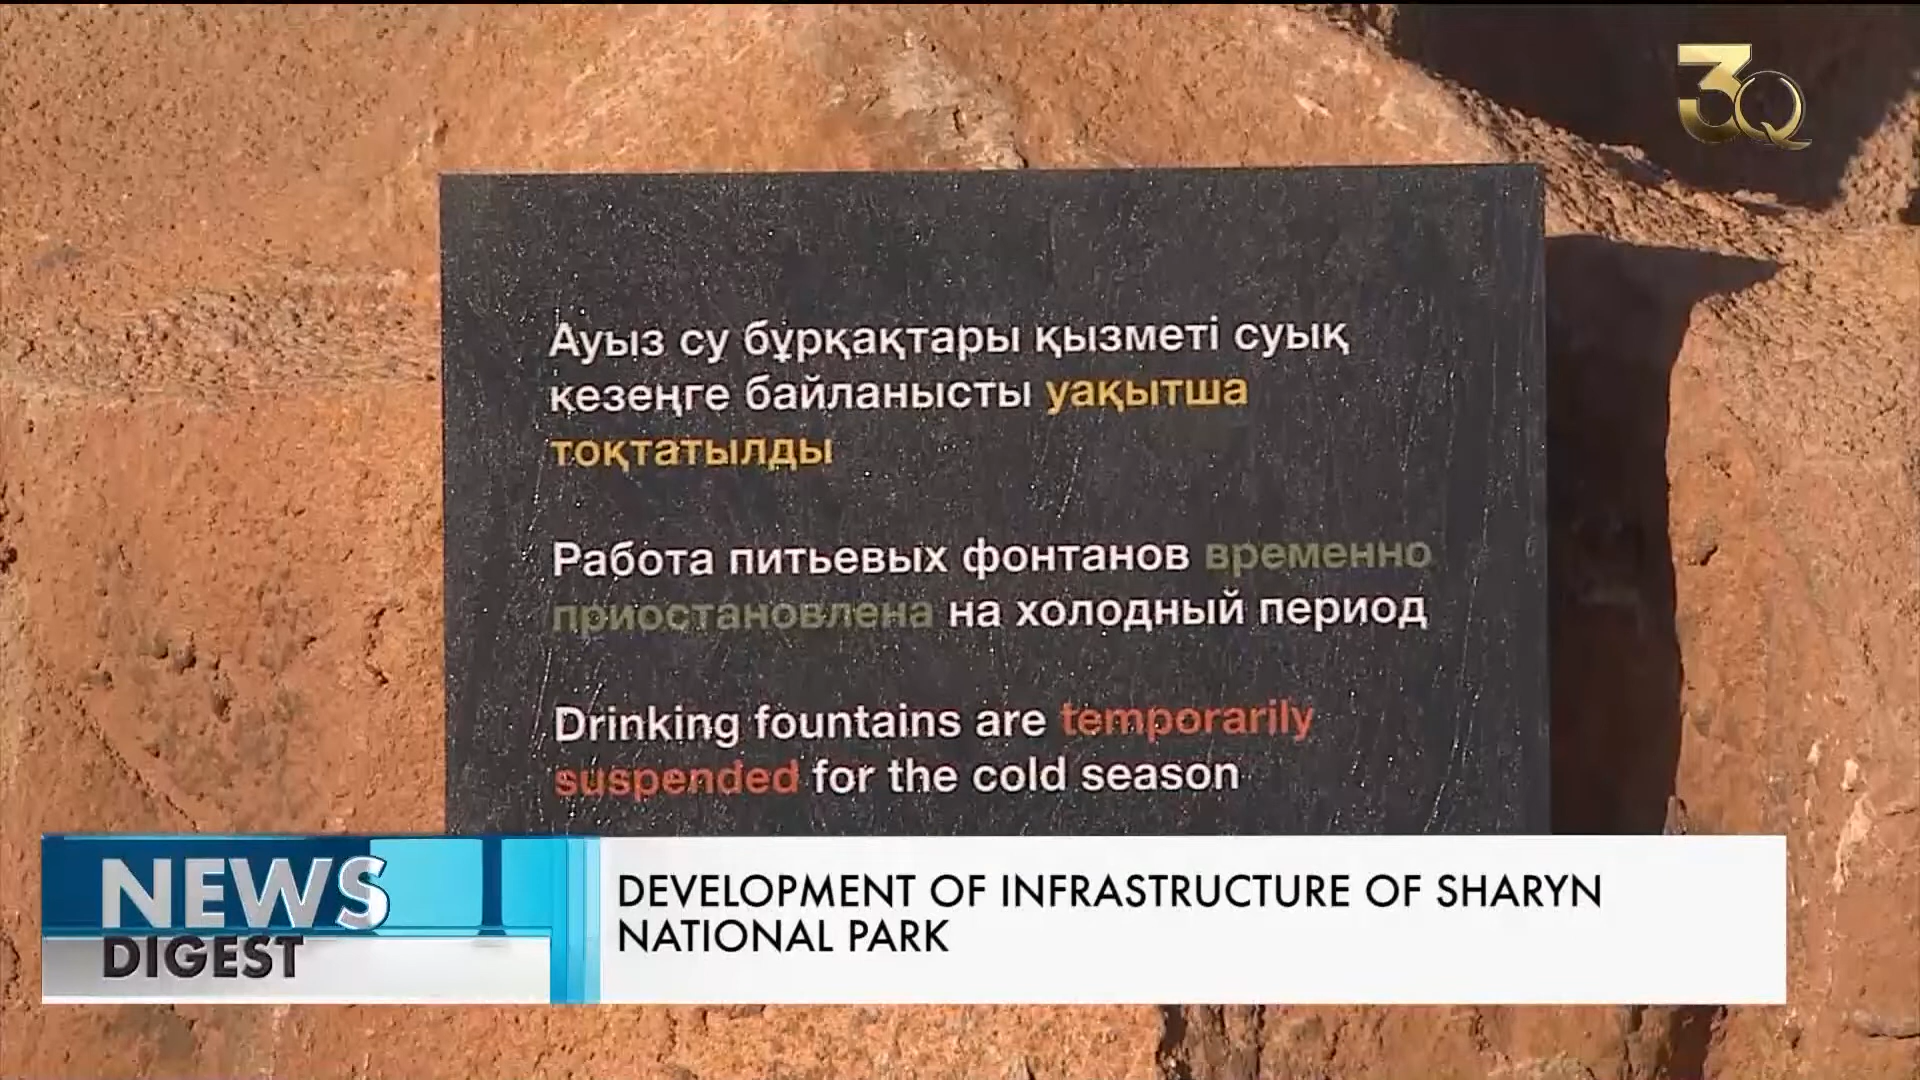 3Q
Ауыз су бұрқақтары қызметі суық
кезеңге байланысты уақытша
тоқтатылды
Работа питьевых фонтанов временно
приостановлена на холодный период
Drinking fountains are temporarily
suspended for the cold season
NEWS
DIGEST
DEVELOPMENT OF INFRASTRUCTURE OF SHARYN
NATIONAL PARK